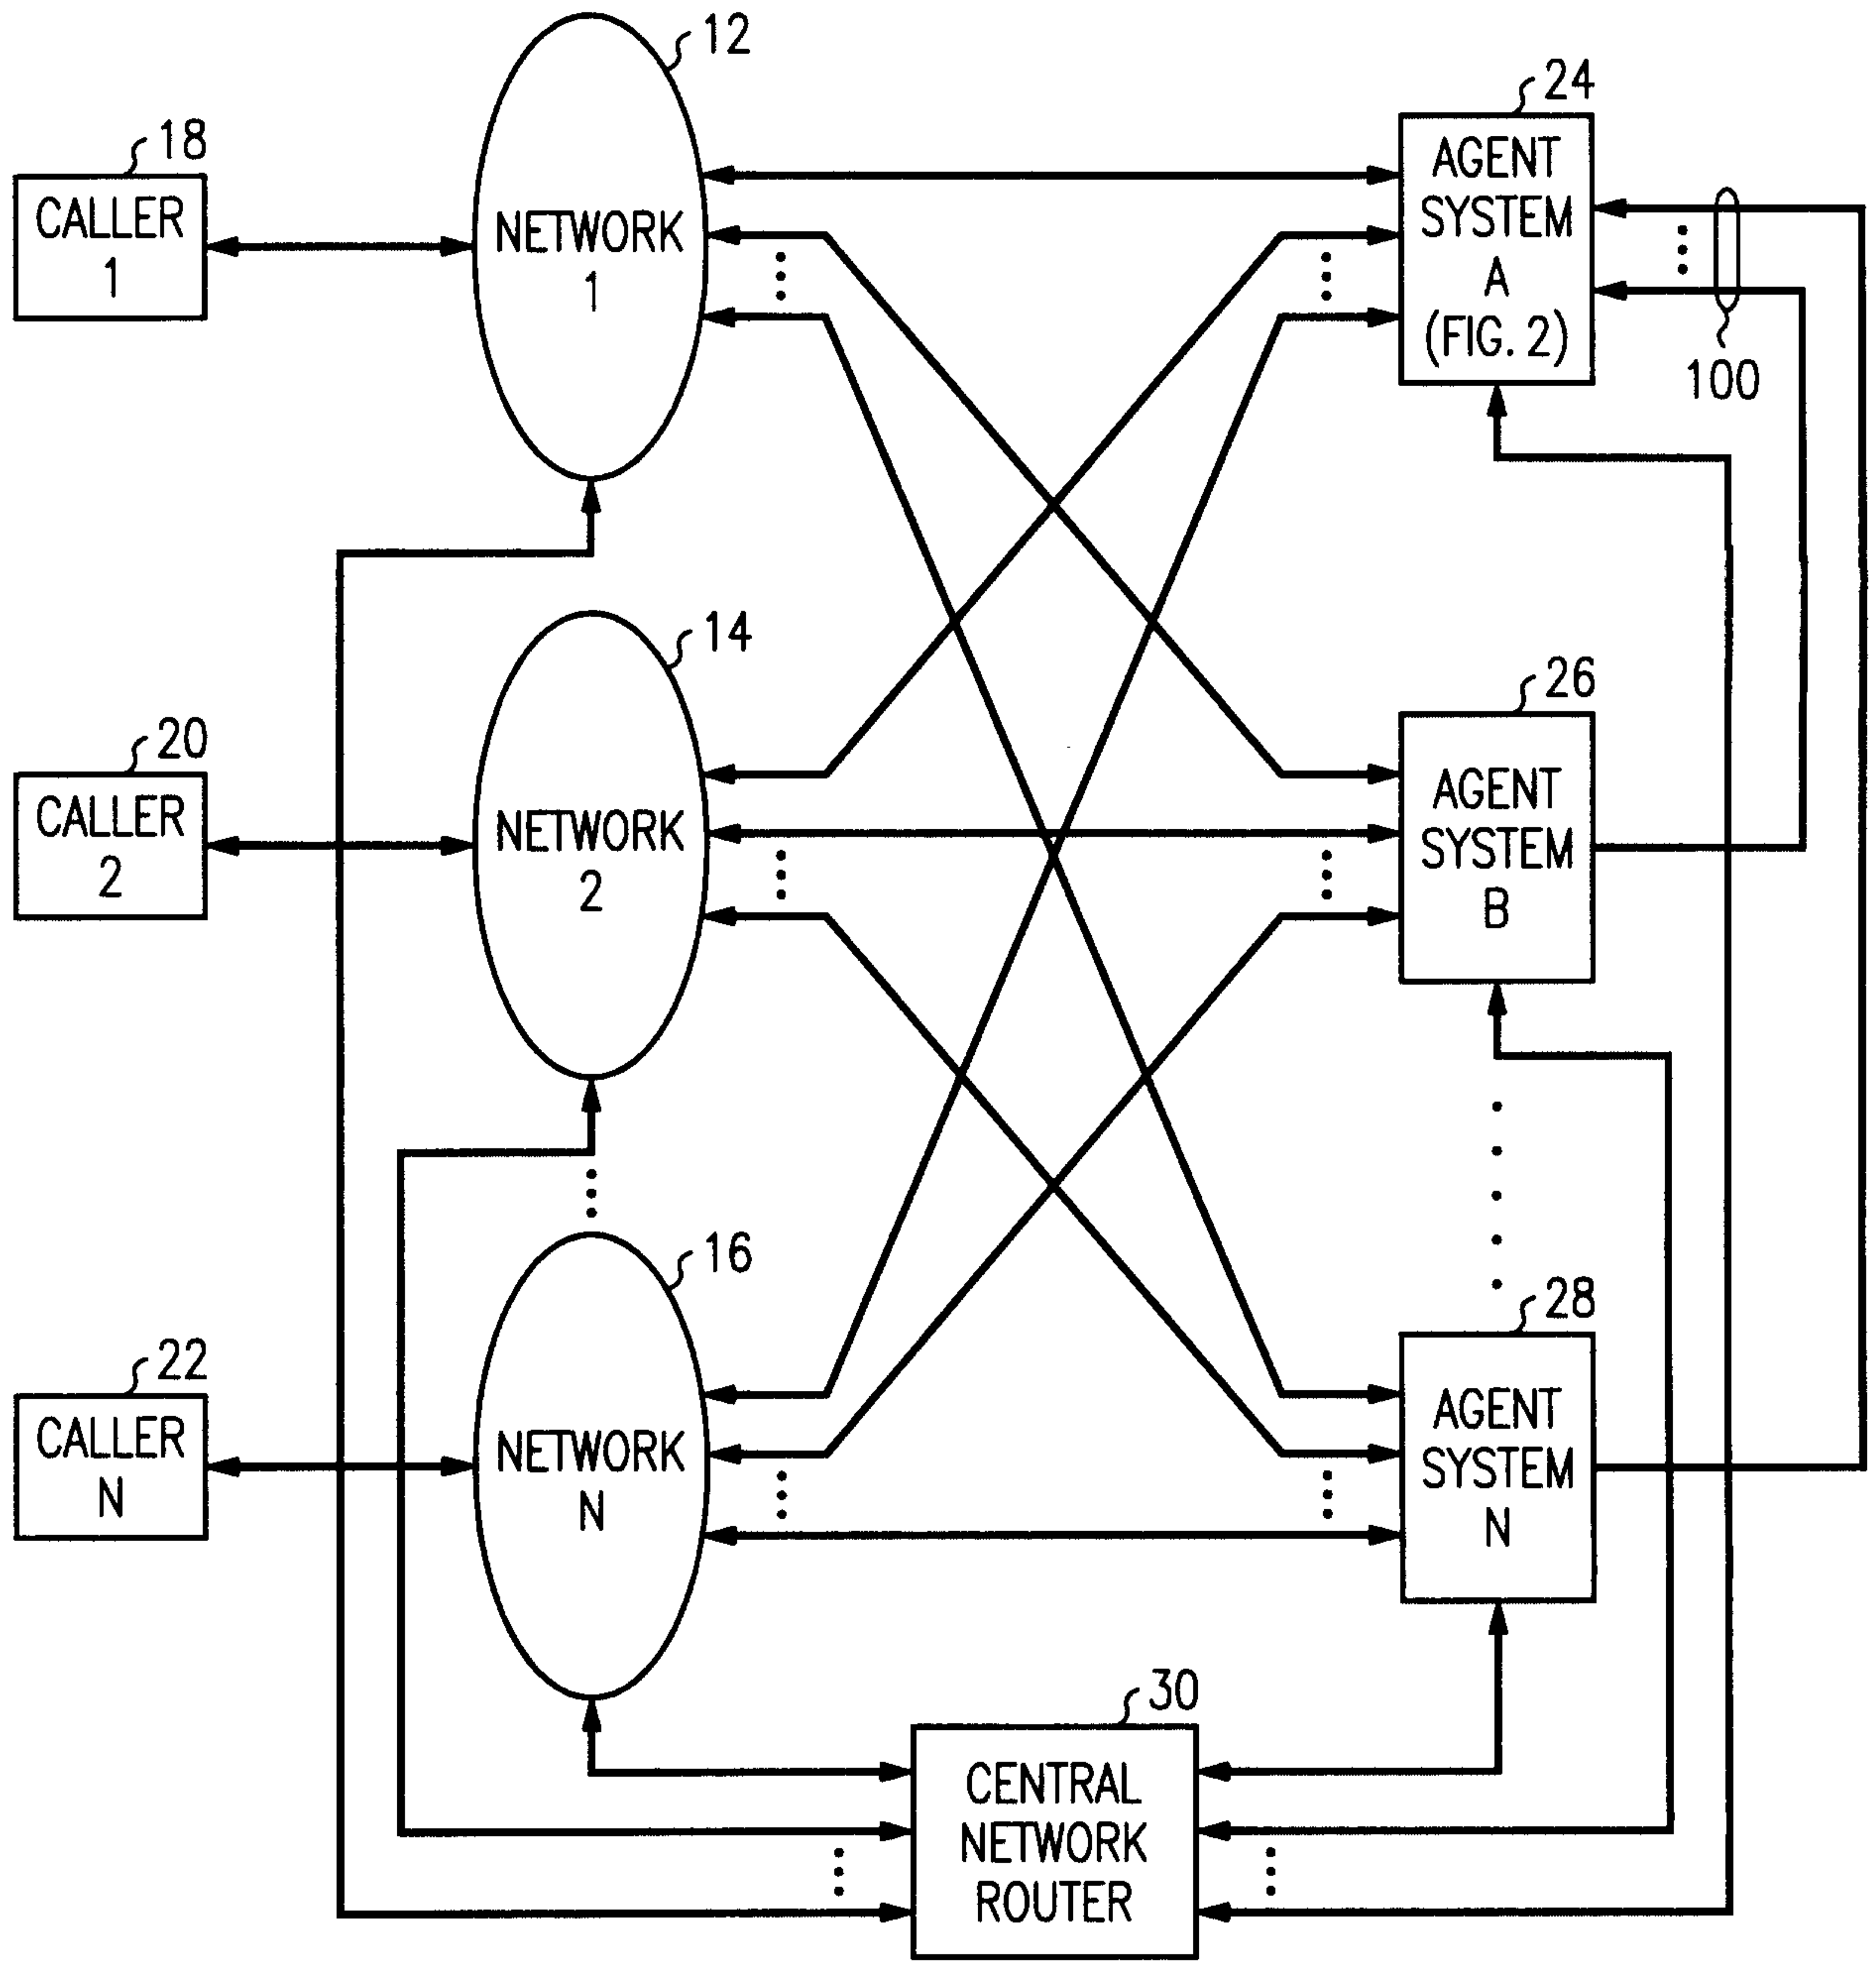 12
24
18
CALLER
1
NETWORK
1
AGENT
SYSTEM
A
(FIG. 2)
100
14
26
20
CALLER
2
NETWORK
2
AGENT
SYSTEM
B
16
28
22
CALLER
N
NETWORK
N
AGENT
SYSTEM
N
30
CENTRAL
NETWORK
ROUTER